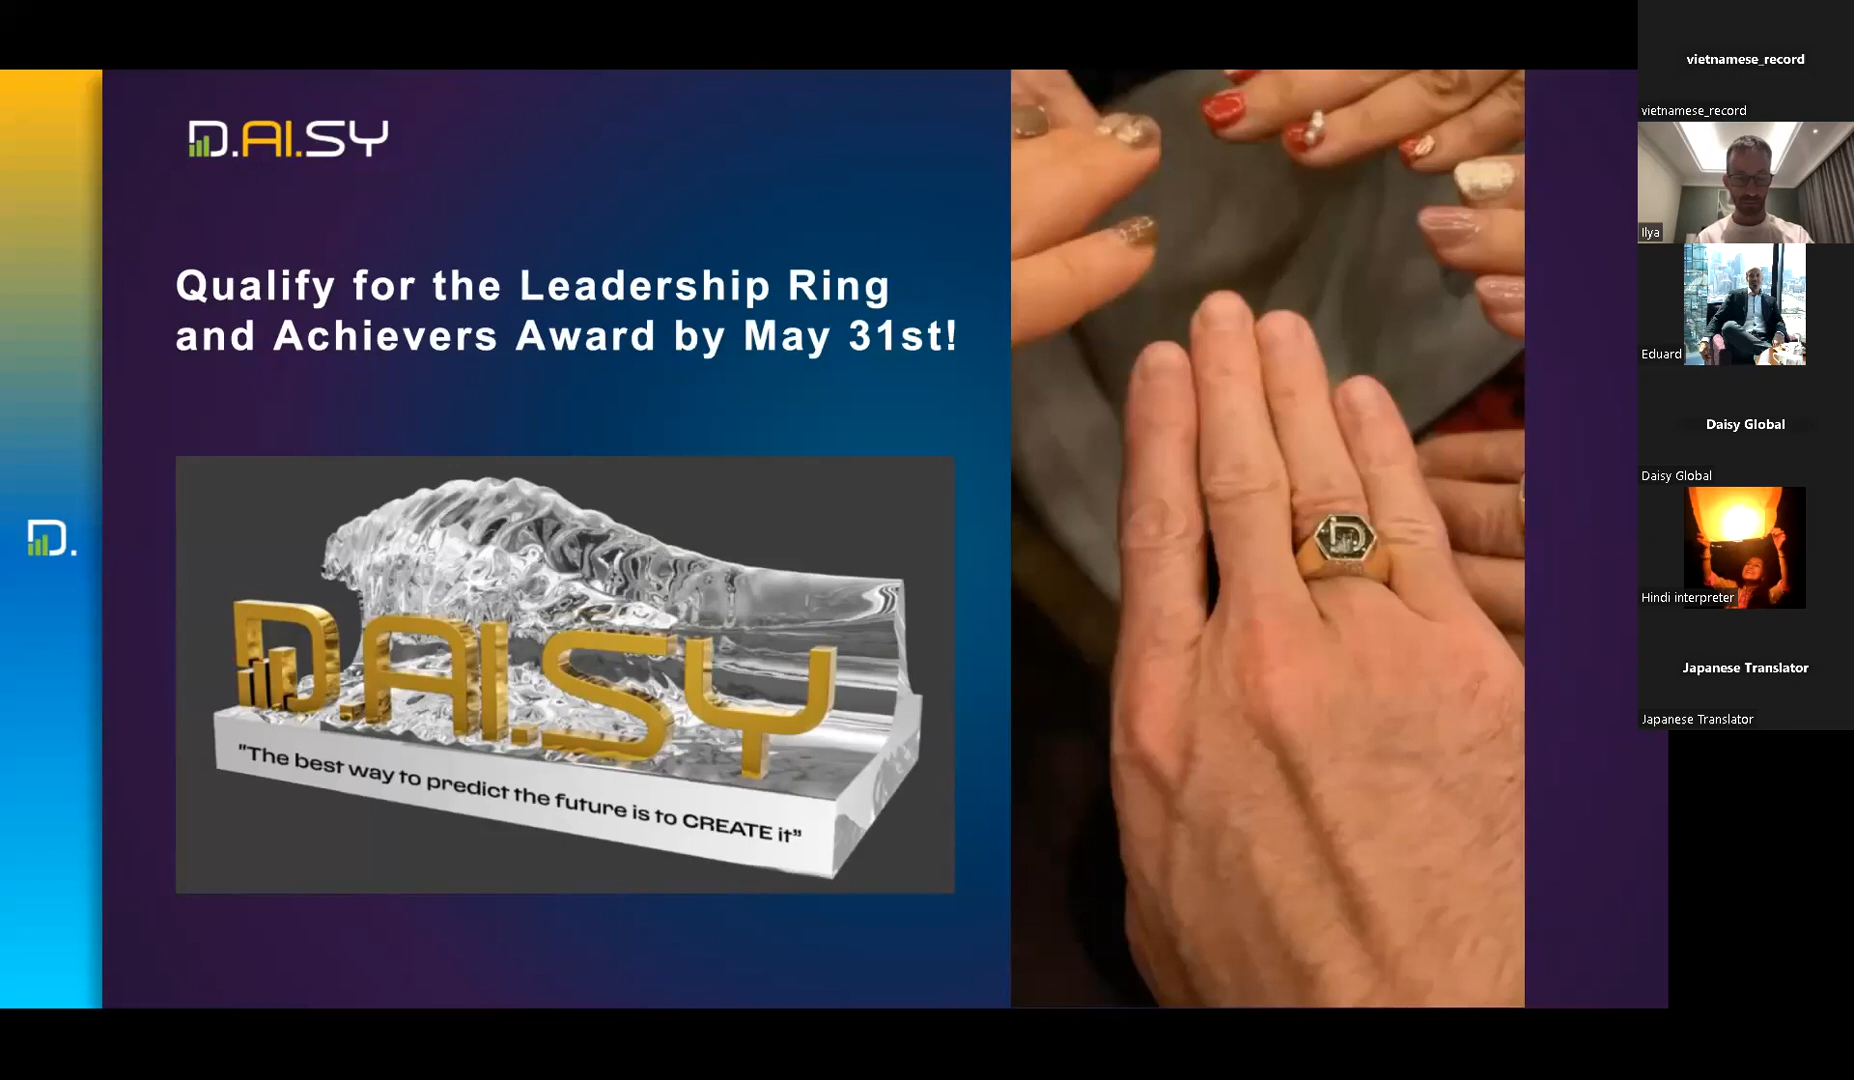 D.AI.SY
Qualify for the Leadership Ring
and Achievers Award by May 31st!
D.
D.AI.SY
"The best way to predict the future is to CREATE it”
D
vietnamese_record
vietnamese_record
Ilya
Eduard
Daisy Global
Daisy Global
Hindi interpreter
Japanese Translator
Japanese Translator